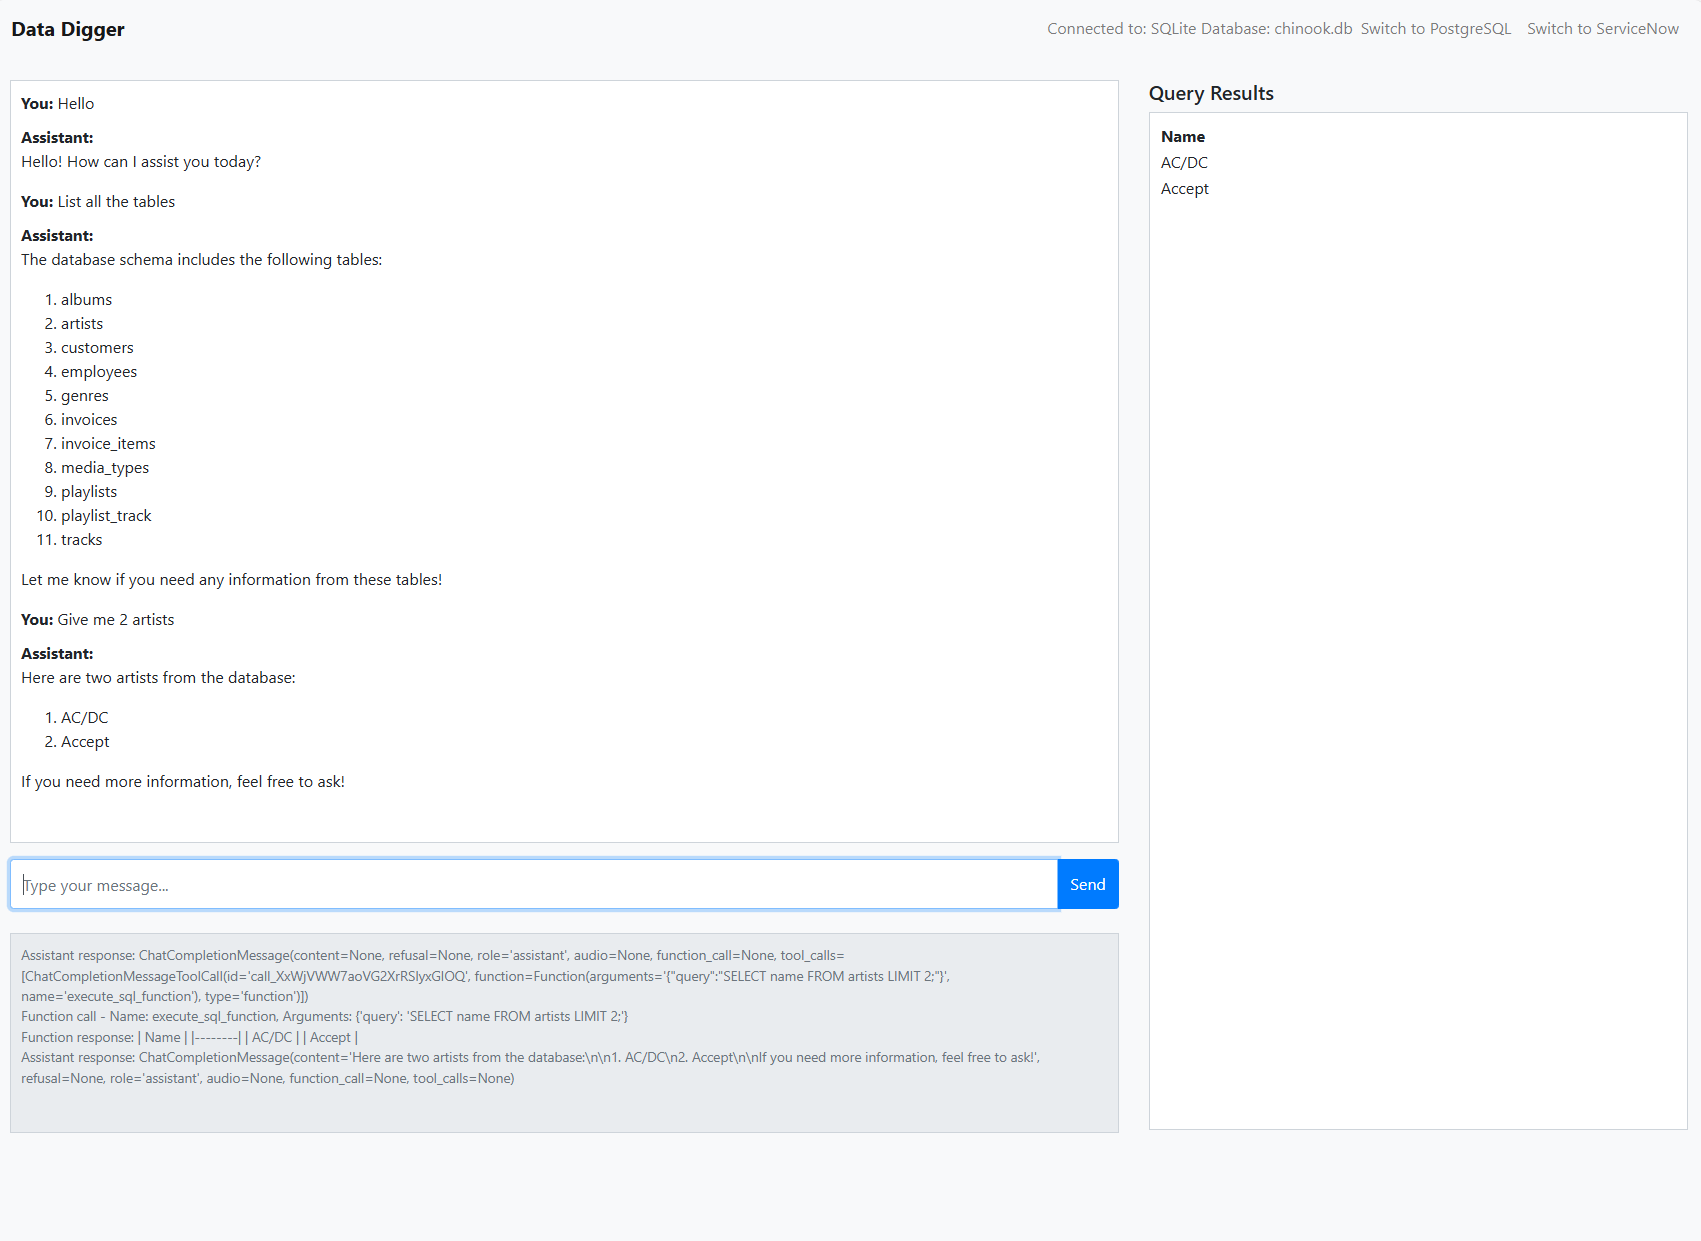 Data Digger
Connected to: SQLite Database: chinook.db Switch to PostgreSQL Switch to ServiceNow
You: Hello
Assistant:
Hello! How can I assist you today?
You: List all the tables
Assistant:
The database schema includes the following tables:
1. albums
2. artists
3. customers
4. employees
5. genres
6. invoices
7. invoice_items
8. media_types
9. playlists
10. playlist_track
11. tracks
Let me know if you need any information from these tables!
You: Give me 2 artists
Assistant:
Here are two artists from the database:
1. AC/DC
2. Accept
If you need more information, feel free to ask!
Type your message...
Send
Assistant response: ChatCompletionMessage(content=None, refusal=None, role='assistant', audio=None, function_call=None, tool_calls=
[ChatCompletionMessageToolCall(id='call_XxWjVWW7aoVG2XrRSlyxGIOQ', function=Function(arguments='{"query":"SELECT name FROM artists LIMIT 2;"}',
name='execute_sql_function'), type='function')])
Function call - Name: execute_sql_function, Arguments: {'query': 'SELECT name FROM artists LIMIT 2;'}
Function response: | Name | |--------| | AC/DC | | Accept |
Assistant response: ChatCompletionMessage(content='Here are two artists from the database:\n\n1. AC/DC\n2. Accept\n\nIf you need more information, feel free to ask!',
refusal=None, role='assistant', audio=None, function_call=None, tool_calls=None)
Query Results
Name
AC/DC
Accept